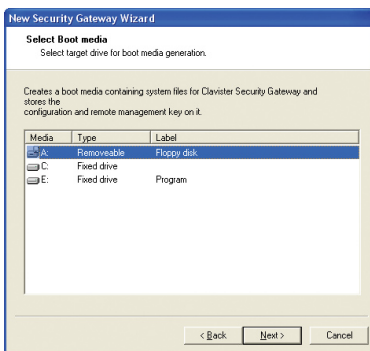 New Security Gateway Wizard
Select Boot media
Select target drive for boot media generation.
Creates a boot media containing system files for Clavister Security Gateway and
stores the
configuration and remote management key on it.
Media Type Label
A: Removeable Floppy disk
C: Fixed drive
E: Fixed drive Program
< Back Next > Cancel